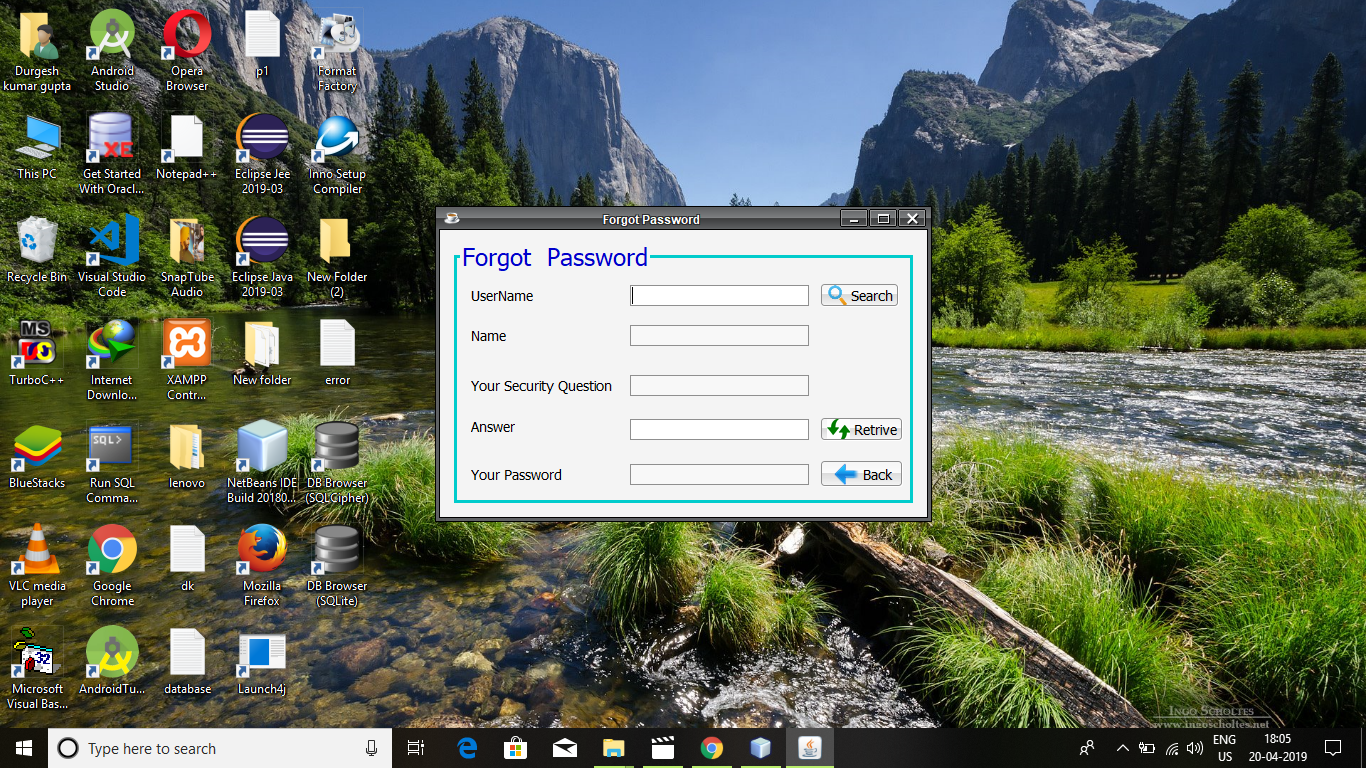 Durgesh
kumar gupta
Android
Studio
Opera
Browser
p1
Format
Factory
This PC
XE
Get Started
With Oracl...
Notepad++
Eclipse Jee
2019-03
Inno Setup
Compiler
Recycle Bin
Visual Studio
Code
SnapTube
Audio
Eclipse Java
2019-03
New Folder
(2)
MS
TurboC++
Internet
Downlo...
XAMPP
Contr...
New folder
error
BlueStacks
SQL>
Run SQL
Comma...
lenovo
NetBeans IDE
Build 20180...
DB Browser
(SQLCipher)
VLC media
player
Google
Chrome
dk
Mozilla
Firefox
DB Browser
(SQLite)
32
Microsoft
Visual Bas...
AndroidTu...
database
Launch4j
Forgot Password
Forgot Password
UserName
Search
Name
Your Security Question
Answer
Retrive
Your Password
Back
Ingo Scholtes
www.ingoscholtes.net
Type here to search
ENG
US
18:05
20-04-2019